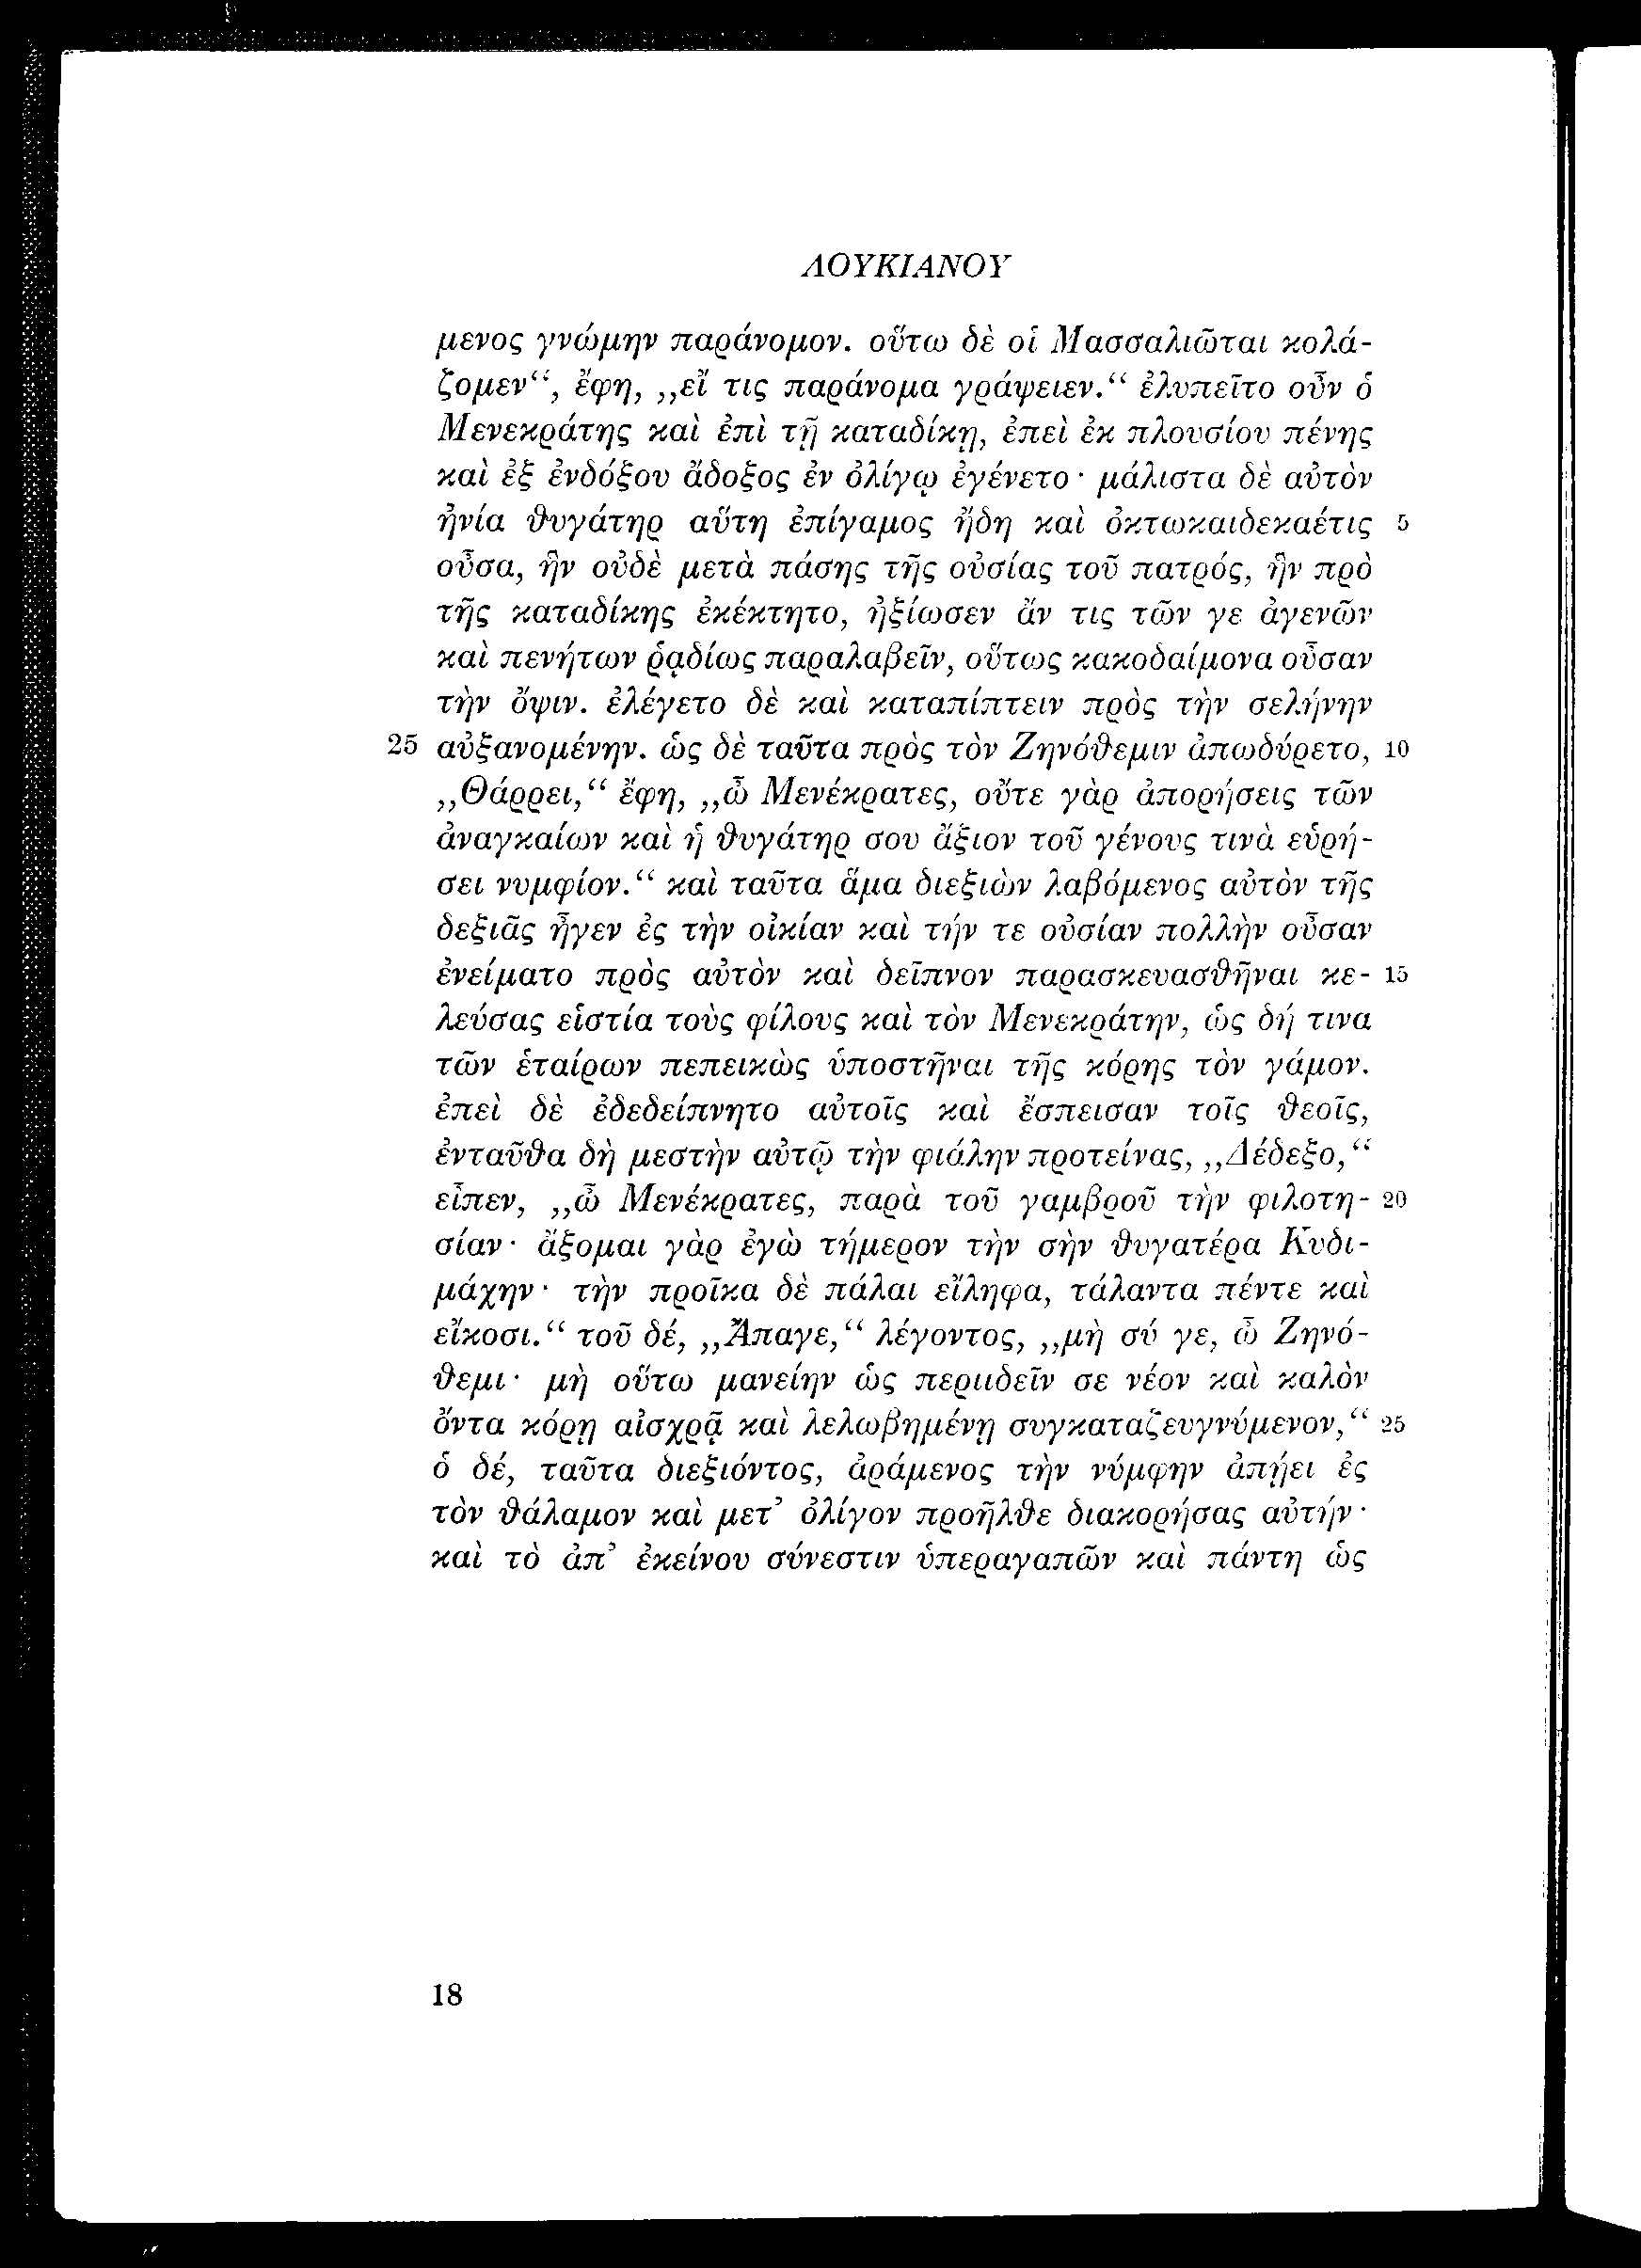 ΛΟΥΚΙΑΝΟΥ
μενος γνώμην παράνομον. οὕτω δὲ οἱ Μασσαλιῶται κολά-
ζομεν“, ἔφη, „εἴ τις παράνομα γράψειεν.“ ἐλυπεῖτο οὖν ὁ
Μενεκράτης καὶ ἐπὶ τῇ καταδίκῃ, ἐπεὶ ἐκ πλουσίου πένης
καὶ ἐξ ἐνδόξου ἄδοξος ἐν ὀλίγῳ ἐγένετο· μάλιστα δὲ αὐτὸν
ἠνία θυγάτηρ αὕτη ἐπίγαμος ἤδη καὶ ὀκτωκαιδεκαέτις 5
οὖσα, ἣν οὐδὲ μετὰ πάσης τῆς οὐσίας τοῦ πατρός, ἣν πρὸ
τῆς καταδίκης ἐκέκτητο, ἠξίωσεν ἄν τις τῶν γε ἀγενῶν
καὶ πενήτων ῥᾳδίως παραλαβεῖν, οὕτως κακοδαίμονα οὖσαν
τὴν ὄψιν. ἐλέγετο δὲ καὶ καταπίπτειν πρὸς τὴν σελήνην
25 αὐξανομένην. ὡς δὲ ταῦτα πρὸς τὸν Ζηνόθεμιν ἀπωδύρετο, 10
„Θάρρει,“ ἔφη, „ὦ Μενέκρατες, οὔτε γὰρ ἀπορήσεις τῶν
ἀναγκαίων καὶ ἡ θυγάτηρ σου ἄξιον τοῦ γένους τινὰ εὑρή-
σει νυμφίον.“ καὶ ταῦτα ἅμα διεξιὼν λαβόμενος αὐτὸν τῆς
δεξιᾶς ἦγεν ἐς τὴν οἰκίαν καὶ τήν τε οὐσίαν πολλὴν οὖσαν
ἐνείματο πρὸς αὐτὸν καὶ δεῖπνον παρασκευασθῆναι κε- 15
λεύσας εἱστία τοὺς φίλους καὶ τὸν Μενεκράτην, ὡς δή τινα
τῶν ἑταίρων πεπεικὼς ὑποστῆναι τῆς κόρης τὸν γάμον.
ἐπεὶ δὲ ἐδεδείπνητο αὐτοῖς καὶ ἔσπεισαν τοῖς θεοῖς,
ἐνταῦθα δὴ μεστὴν αὐτῷ τὴν φιάλην προτείνας, „Δέδεξο,“
εἶπεν, „ὦ Μενέκρατες, παρὰ τοῦ γαμβροῦ τὴν φιλοτη- 20
σίαν· ἄξομαι γὰρ ἐγὼ τήμερον τὴν σὴν θυγατέρα Κυδι-
μάχην· τὴν προῖκα δὲ πάλαι εἴληφα, τάλαντα πέντε καὶ
εἴκοσι.“ τοῦ δέ, „Ἄπαγε,“ λέγοντος, „μὴ σύ γε, ὦ Ζηνό-
θεμι· μὴ οὕτω μανείην ὡς περιιδεῖν σε νέον καὶ καλὸν
ὄντα κόρῃ αἰσχρᾷ καὶ λελωβημένῃ συγκαταζευγνύμενον,“ 25
ὁ δέ, ταῦτα διεξιόντος, ἀράμενος τὴν νύμφην ἀπῄει ἐς
τὸν θάλαμον καὶ μετ’ ὀλίγον προῆλθε διακορήσας αὐτήν·
καὶ τὸ ἀπ’ ἐκείνου σύνεστιν ὑπεραγαπῶν καὶ πάντῃ ὡς
18